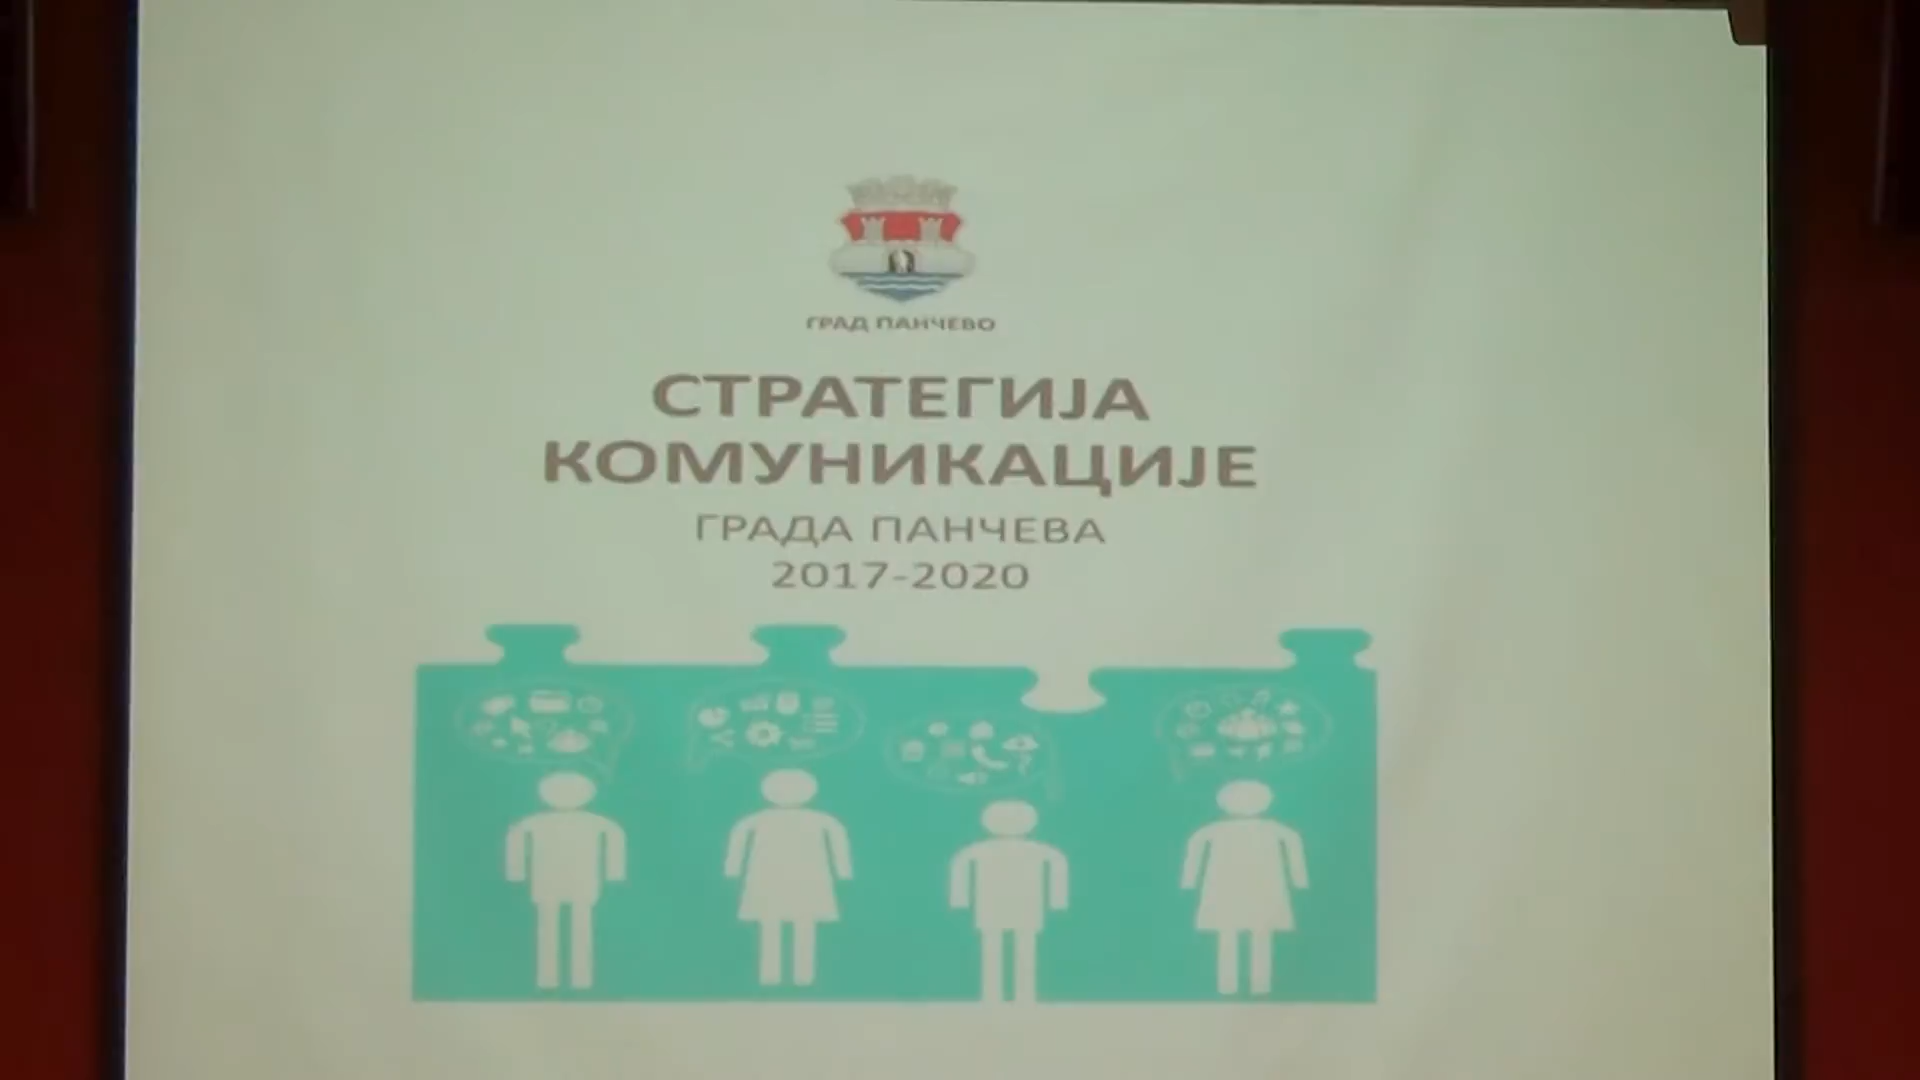 ГРАД ПАНЧЕВО
СТРАТЕГИЈА
КОМУНИКАЦИЈЕ
ГРАДА ПАНЧЕВА
2017-2020